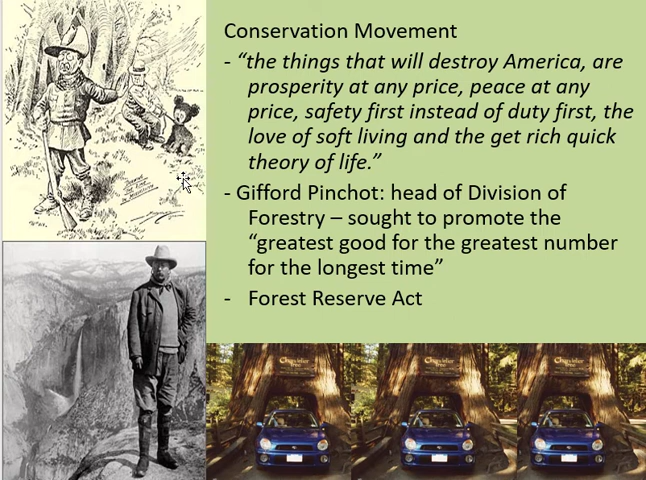 Conservation Movement
- “the things that will destroy America, are
prosperity at any price, peace at any
price, safety first instead of duty first, the
love of soft living and the get rich quick
theory of life.”
- Gifford Pinchot: head of Division of
Forestry – sought to promote the
“greatest good for the greatest number
for the longest time”
- Forest Reserve Act
Chandelier
Chandelier
Chandelier